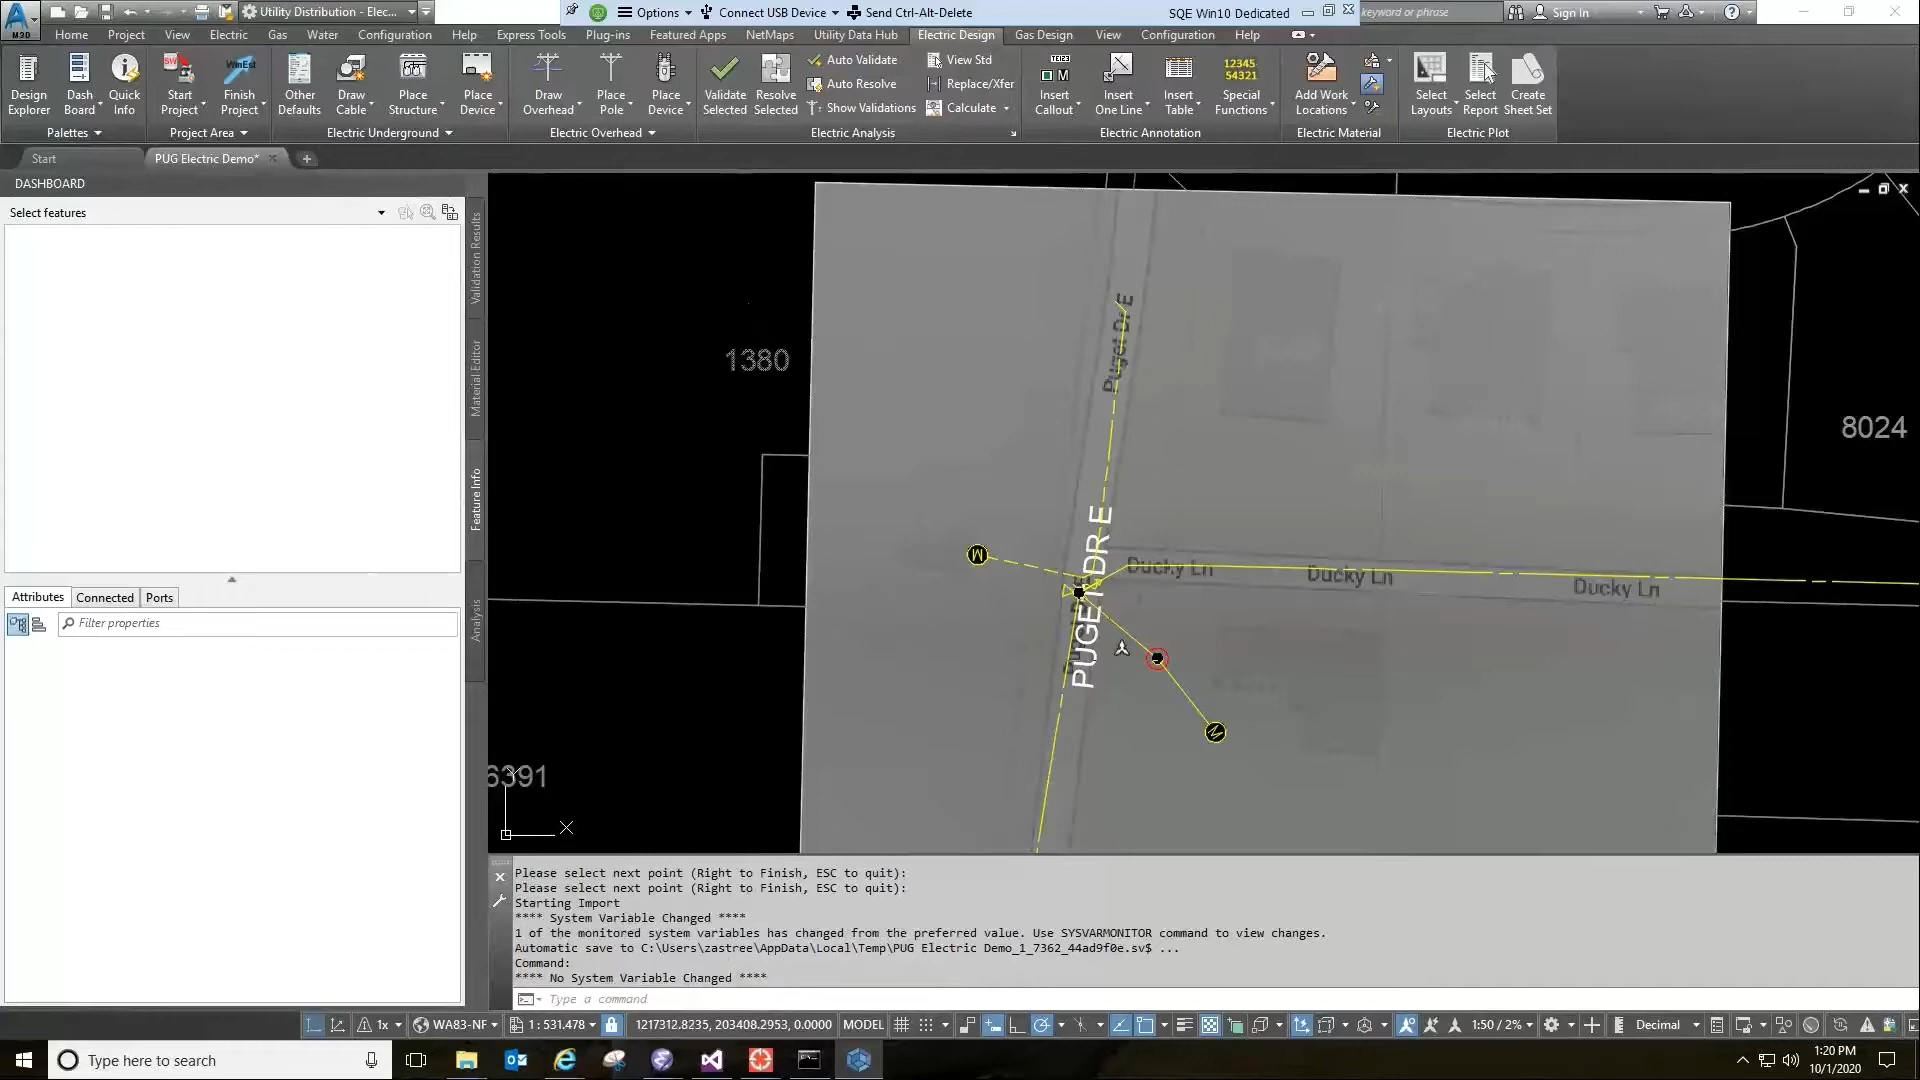 Utility Distribution - Elec...
Options
Connect USB Device
Send Ctrl-Alt-Delete
SQE Win10 Dedicated
keyword or phrase
Sign In
M3D
Home
Project
View
Electric
Gas
Water
Configuration
Help
Express Tools
Plug-ins
Featured Apps
NetMaps
Utility Data Hub
Electric Design
Gas Design
View
Configuration
Help
Design Explorer
Dash Board
Quick Info
Start Project
WinEst
Finish Project
Other Defaults
Draw Cable
Place Structure
Place Device
Draw Overhead
Place Pole
Place Device
Validate Selected
Resolve Selected
Auto Validate
Auto Resolve
Show Validations
View Std
Replace/Xfer
Calculate
Insert Callout
Insert One Line
Insert Table
12345
54321
Special Functions
Add Work Locations
Select Layouts
Select Report
Create Sheet Set
Palettes
Project Area
Electric Underground
Electric Overhead
Electric Analysis
Electric Annotation
Electric Material
Electric Plot
Start
PUG Electric Demo*
DASHBOARD
Select features
Validation Results
Material Editor
Feature Info
Analysis
Attributes
Connected
Ports
Filter properties
1380
8024
6391
Puget Dr E
PUGET DR E
Ducky Ln
Ducky Ln
Ducky Ln
M
X
Please select next point (Right to Finish, ESC to quit):
Please select next point (Right to Finish, ESC to quit):
Starting Import
**** System Variable Changed ****
1 of the monitored system variables has changed from the preferred value. Use SYSVARMONITOR command to view changes.
Automatic save to C:\Users\zastree\AppData\Local\Temp\PUG Electric Demo_1_7362_44ad9f0e.sv$ ...
Command:
**** No System Variable Changed ****
Type a command
1x
WA83-NF
1 : 531.478
1217312.8235, 203408.2953, 0.0000
MODEL
1:50 / 2%
Decimal
Type here to search
1:20 PM
10/1/2020